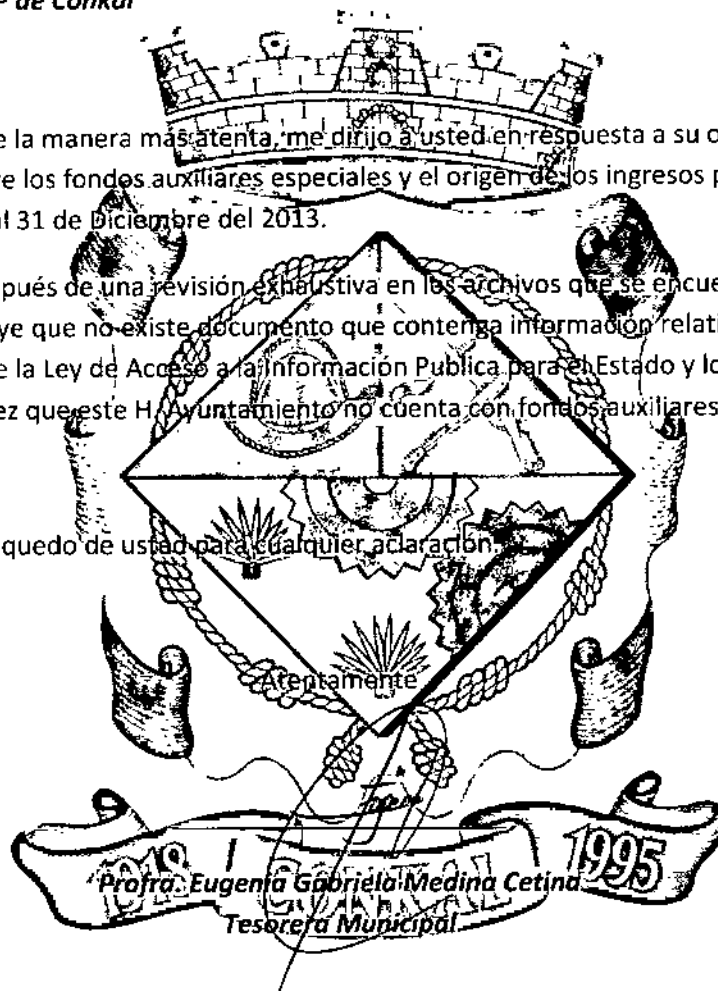 de Conkal
e la manera más atenta, me dirijo a usted en respuesta a su o
re los fondos auxiliares especiales y el origen de los ingresos p
al 31 de Diciembre del 2013.
pués de una revisión exhaustiva en los archivos que se encue
ye que no existe documento que contenga información relati
e la Ley de Acceso a la Información Publica para el Estado y lo
ez que este H. Ayuntamiento no cuenta con fondos auxiliares
quedo de usted para cualquier aclaración.
Atentamente
1918 CONKAL 1995
Profra. Eugenia Gabriela Medina Cetina
Tesorera Municipal